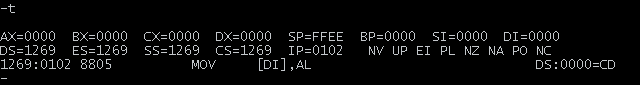 -t
AX=0000  BX=0000  CX=0000  DX=0000  SP=FFEE  BP=0000  SI=0000  DI=0000
DS=1269  ES=1269  SS=1269  CS=1269  IP=0102   NV UP EI PL NZ NA PO NC
1269:0102 8805          MOV     [DI],AL                            DS:0000=CD
-